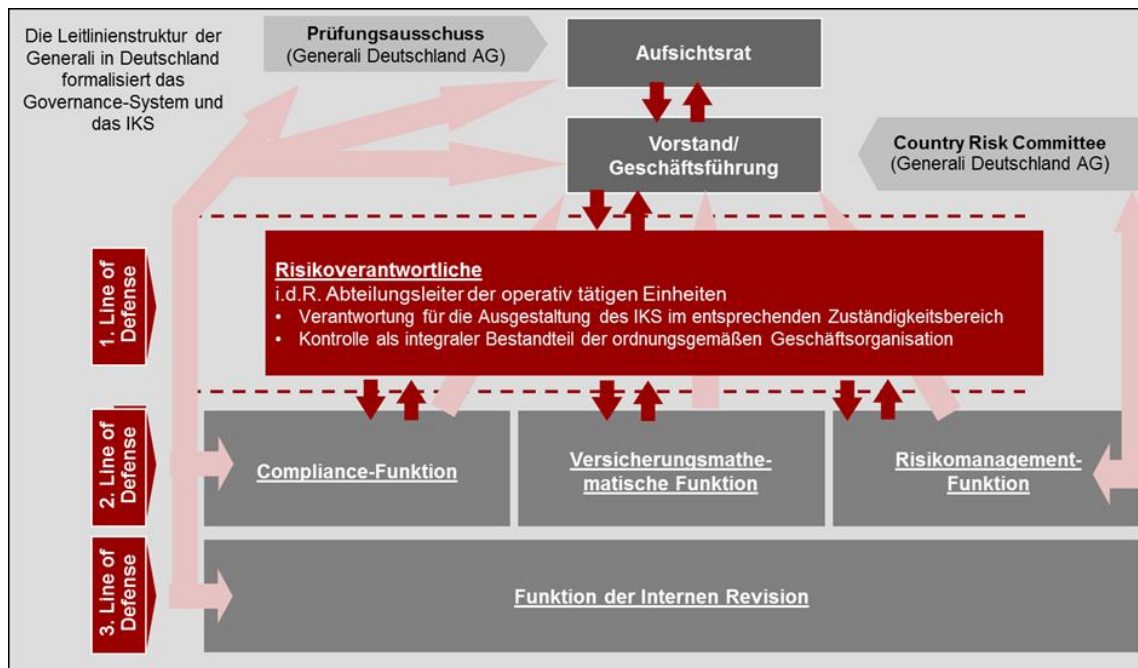 Die Leitlinienstruktur der
Generali in Deutschland
formalisiert das
Governance-System und
das IKS
Prüfungsausschuss
(Generali Deutschland AG)
Aufsichtsrat
Vorstand/
Geschäftsführung
Country Risk Committee
(Generali Deutschland AG)
1. Line of
Defense
Risikoverantwortliche
i.d.R. Abteilungsleiter der operativ tätigen Einheiten
• Verantwortung für die Ausgestaltung des IKS im entsprechenden Zuständigkeitsbereich
• Kontrolle als integraler Bestandteil der ordnungsgemäßen Geschäftsorganisation
2. Line of
Defense
Compliance-Funktion
Versicherungsmathe-
matische Funktion
Risikomanagement-
Funktion
3. Line of
Defense
Funktion der Internen Revision